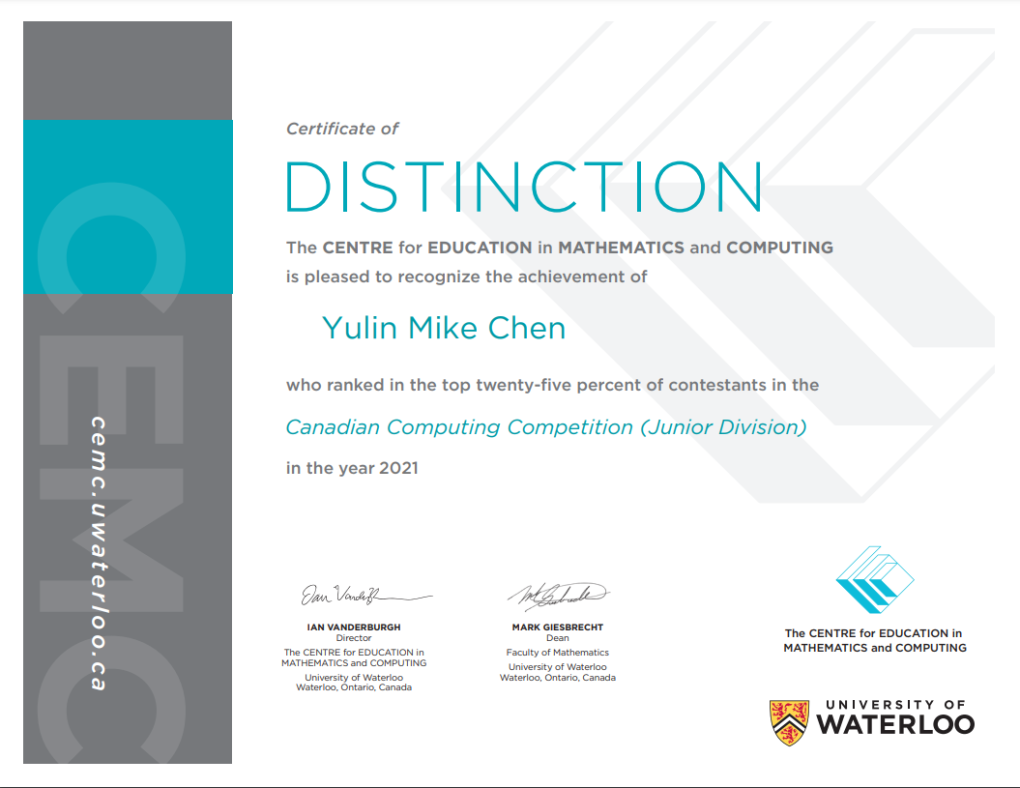 CEMC
cemc.uwaterloo.ca
Certificate of
DISTINCTION
The CENTRE for EDUCATION in MATHEMATICS and COMPUTING
is pleased to recognize the achievement of
Yulin Mike Chen
who ranked in the top twenty-five percent of contestants in the
Canadian Computing Competition (Junior Division)
in the year 2021
Ian Vanderburgh
IAN VANDERBURGH
Director
The CENTRE for EDUCATION in
MATHEMATICS and COMPUTING
University of Waterloo
Waterloo, Ontario, Canada
MARK GIESBRECHT
Dean
Faculty of Mathematics
University of Waterloo
Waterloo, Ontario, Canada
The CENTRE for EDUCATION in
MATHEMATICS and COMPUTING
UNIVERSITY OF
WATERLOO